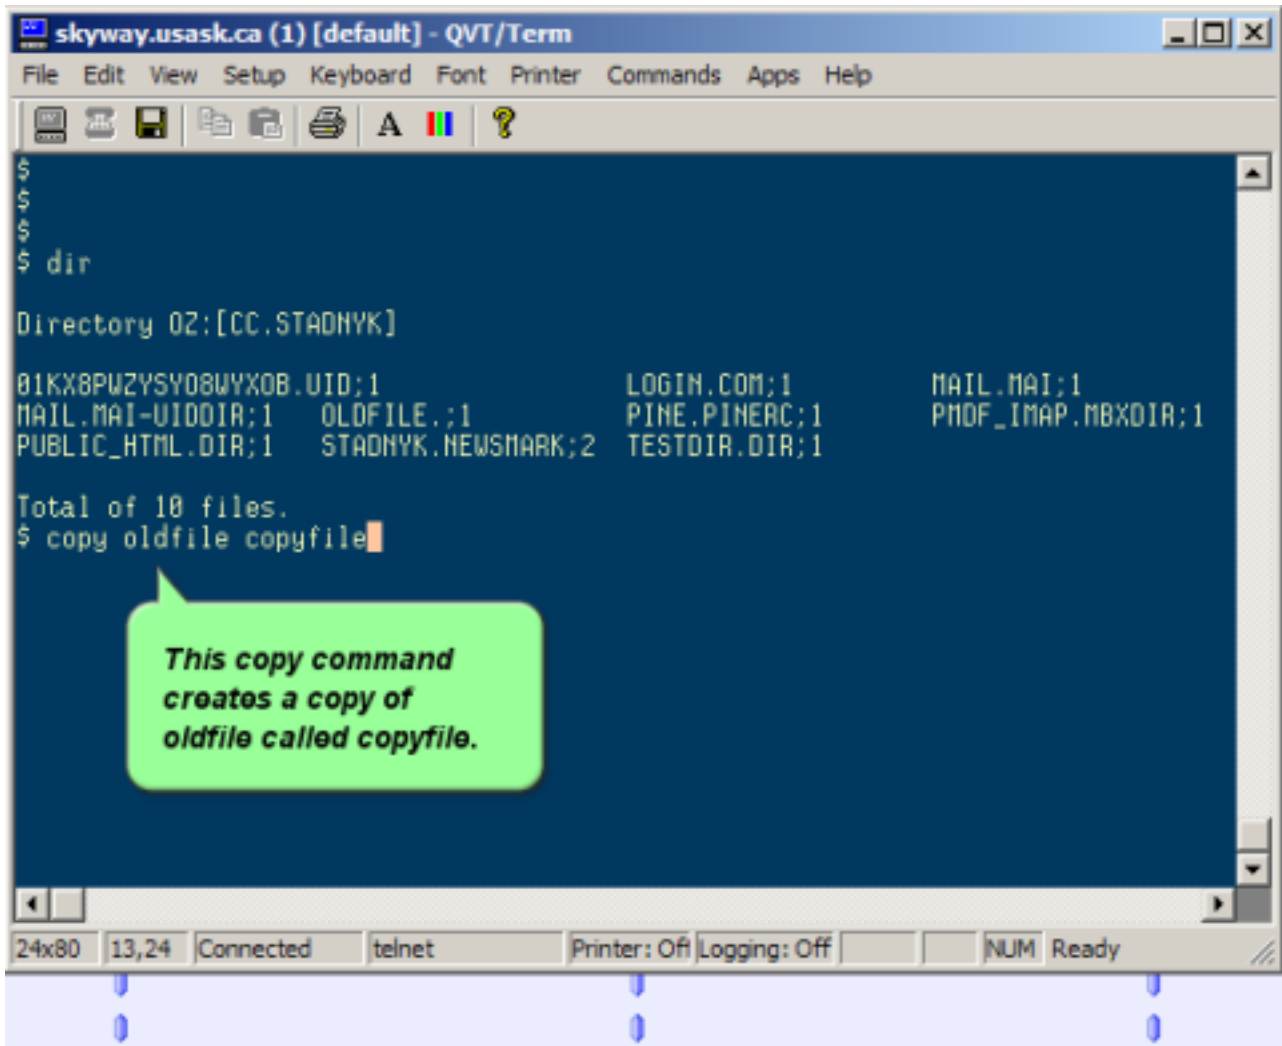 skyway.usask.ca (1) [default] - QVT/Term
File Edit View Setup Keyboard Font Printer Commands Apps Help
A ?
$
$
$
$ dir
Directory OZ:[CC.STADNYK]
01KX8PWZYSYO8WYXOB.UID;1 LOGIN.COM;1 MAIL.MAI;1
MAIL.MAI-UIDDIR;1 OLDFILE.;1 PINE.PINERC;1 PMDF_IMAP.MBXDIR;1
PUBLIC_HTML.DIR;1 STADNYK.NEWSMARK;2 TESTDIR.DIR;1
Total of 10 files.
$ copy oldfile copyfile
This copy command
creates a copy of
oldfile called copyfile.
24x80 13,24 Connected telnet Printer: Off Logging: Off NUM Ready